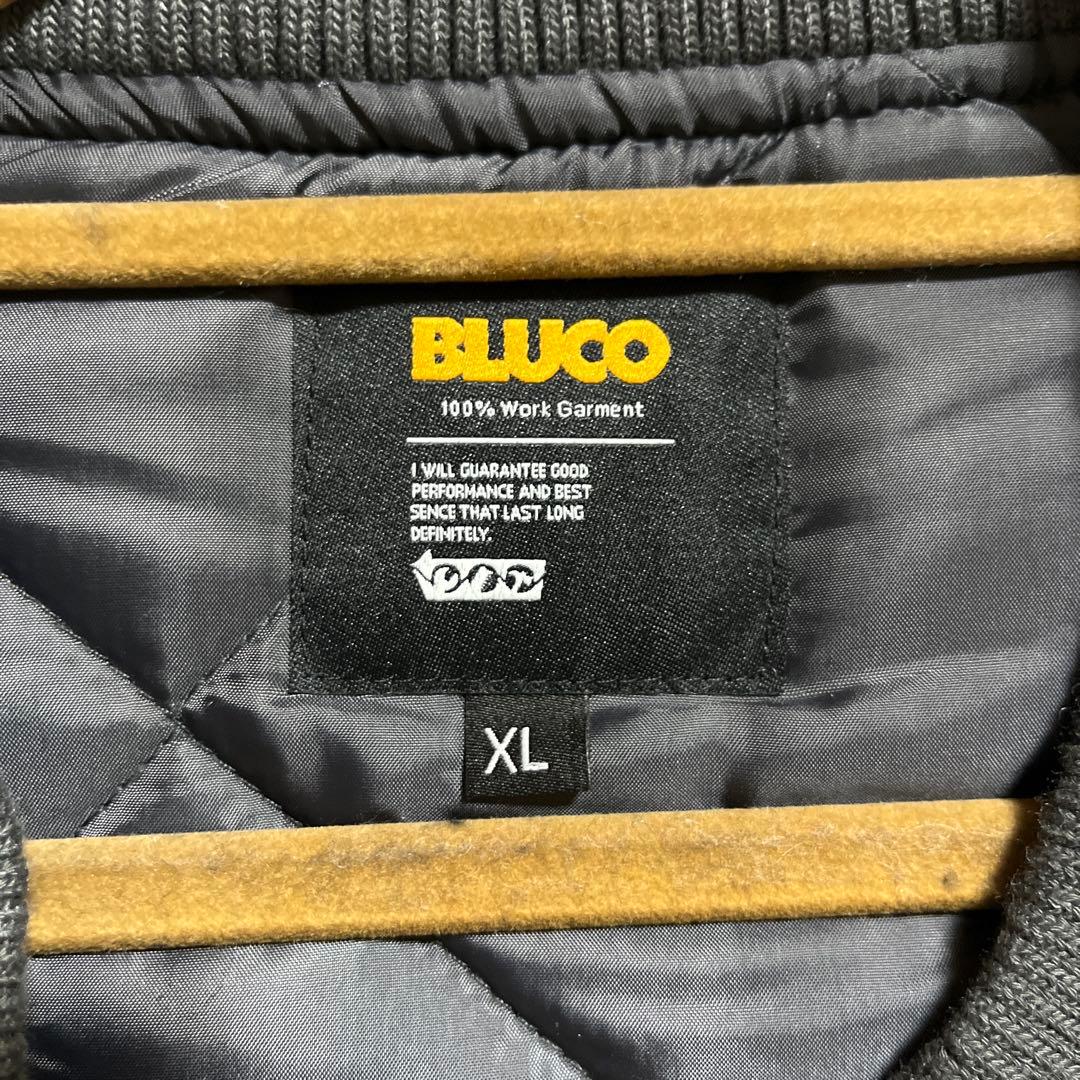 BLUCO
100% Work Garment
I WILL GUARANTEE GOOD
PERFORMANCE AND BEST
SENCE THAT LAST LONG
DEFINITELY.
XL